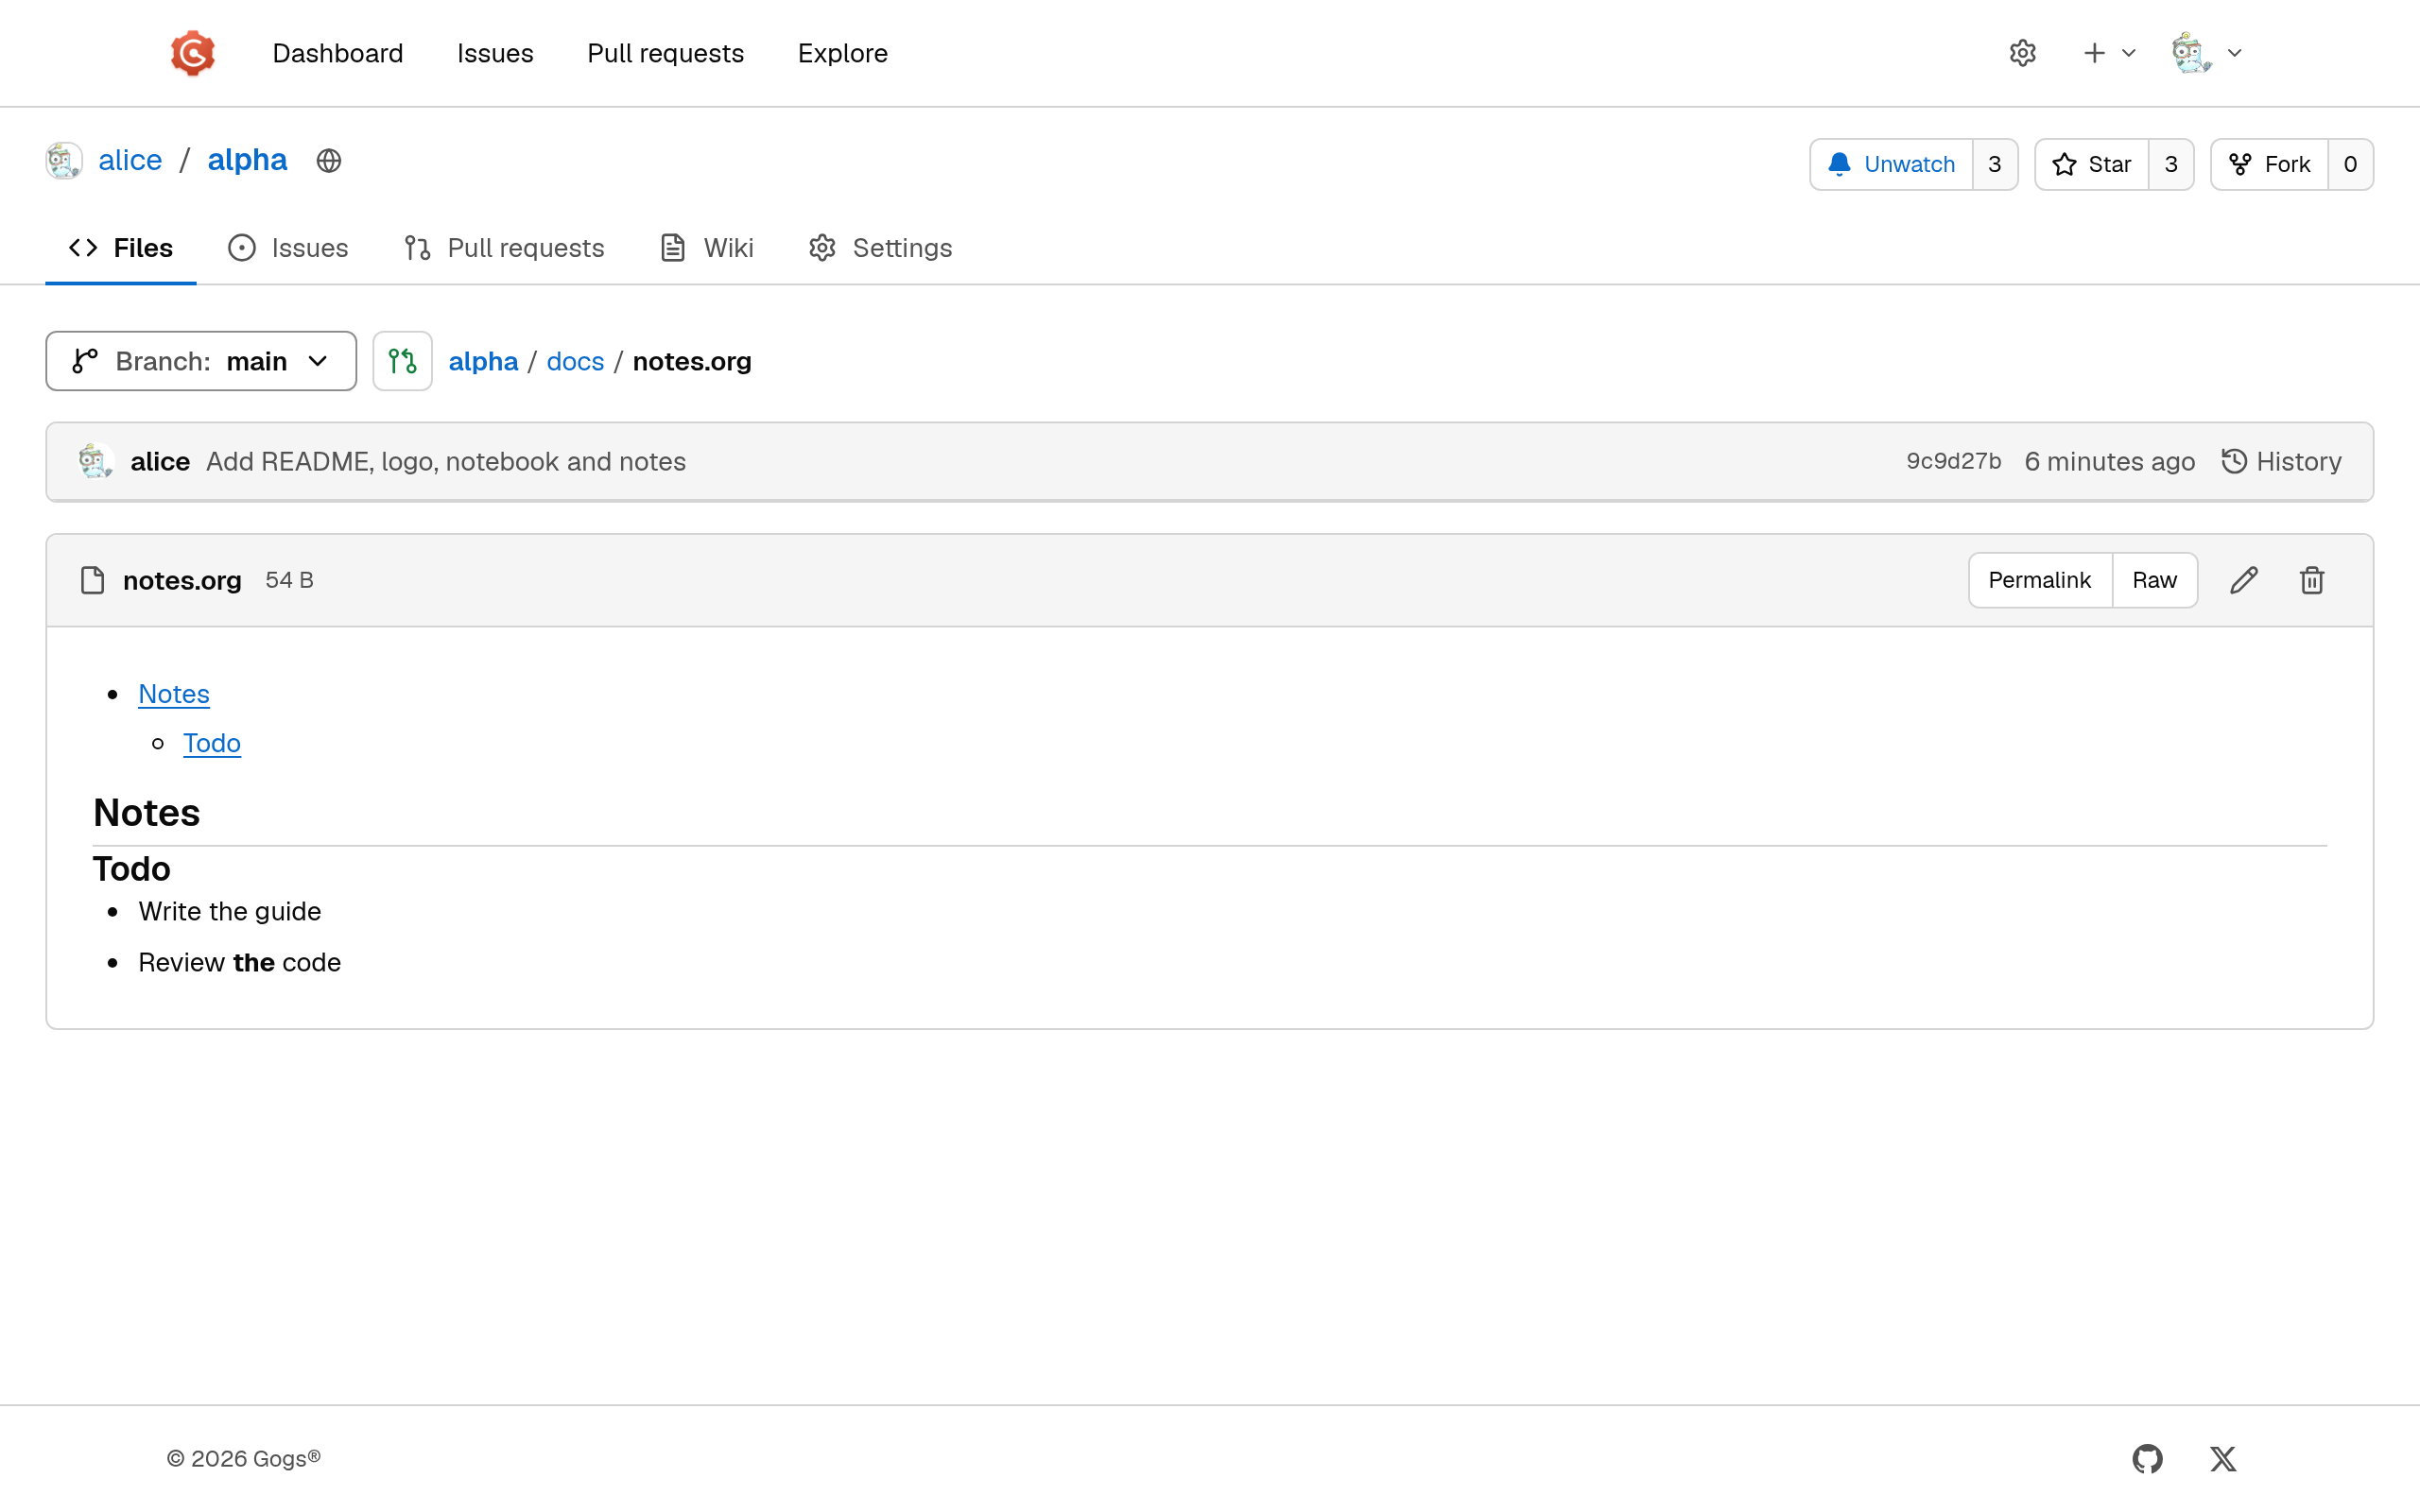 Dashboard Issues Pull requests Explore
alice / alpha
Unwatch 3 Star 3 Fork 0
Files Issues Pull requests Wiki Settings
Branch: main alpha / docs / notes.org
alice Add README, logo, notebook and notes 9c9d27b 6 minutes ago History
notes.org 54 B Permalink Raw
Notes
Todo
Notes
Todo
Write the guide
Review the code
© 2026 Gogs®